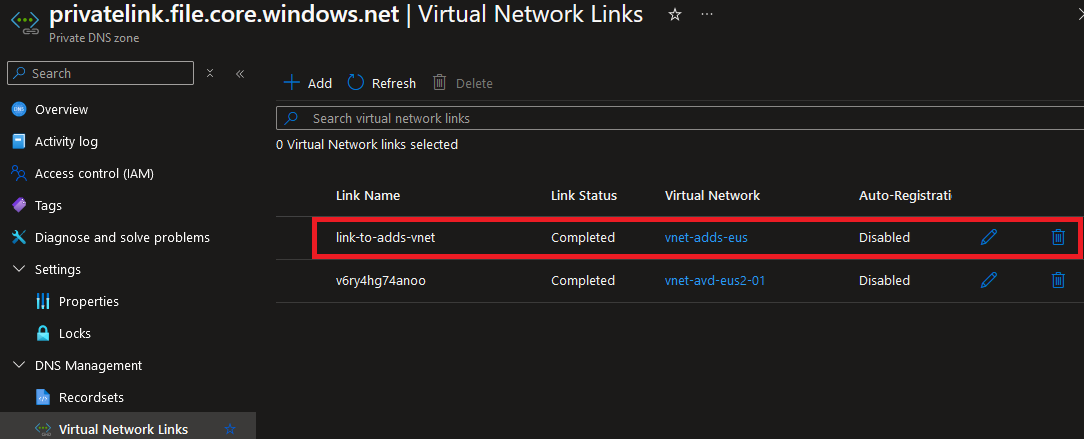 privatelink.file.core.windows.net | Virtual Network Links
Private DNS zone
Search
Add Refresh Delete
Search virtual network links
0 Virtual Network links selected
Overview
Activity log
Access control (IAM)
Tags
Diagnose and solve problems
Settings
Properties
Locks
DNS Management
Recordsets
Virtual Network Links
Link Name Link Status Virtual Network Auto-Registrati
link-to-adds-vnet Completed vnet-adds-eus Disabled
v6ry4hg74anoo Completed vnet-avd-eus2-01 Disabled